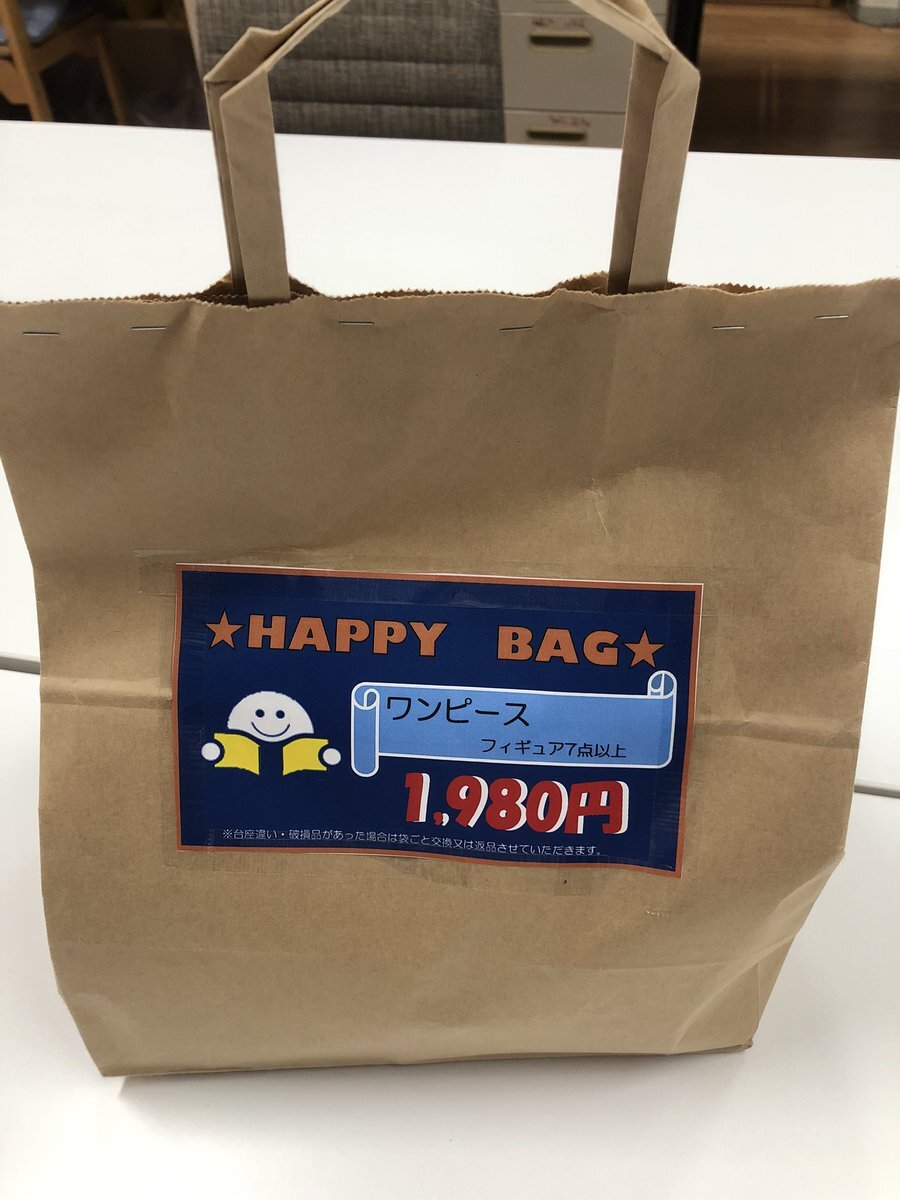 ★HAPPY BAG★
ワンピース
フィギュア7点以上
1,980円
※台座違い・破損品があった場合は袋ごと交換又は返品させていただきます。